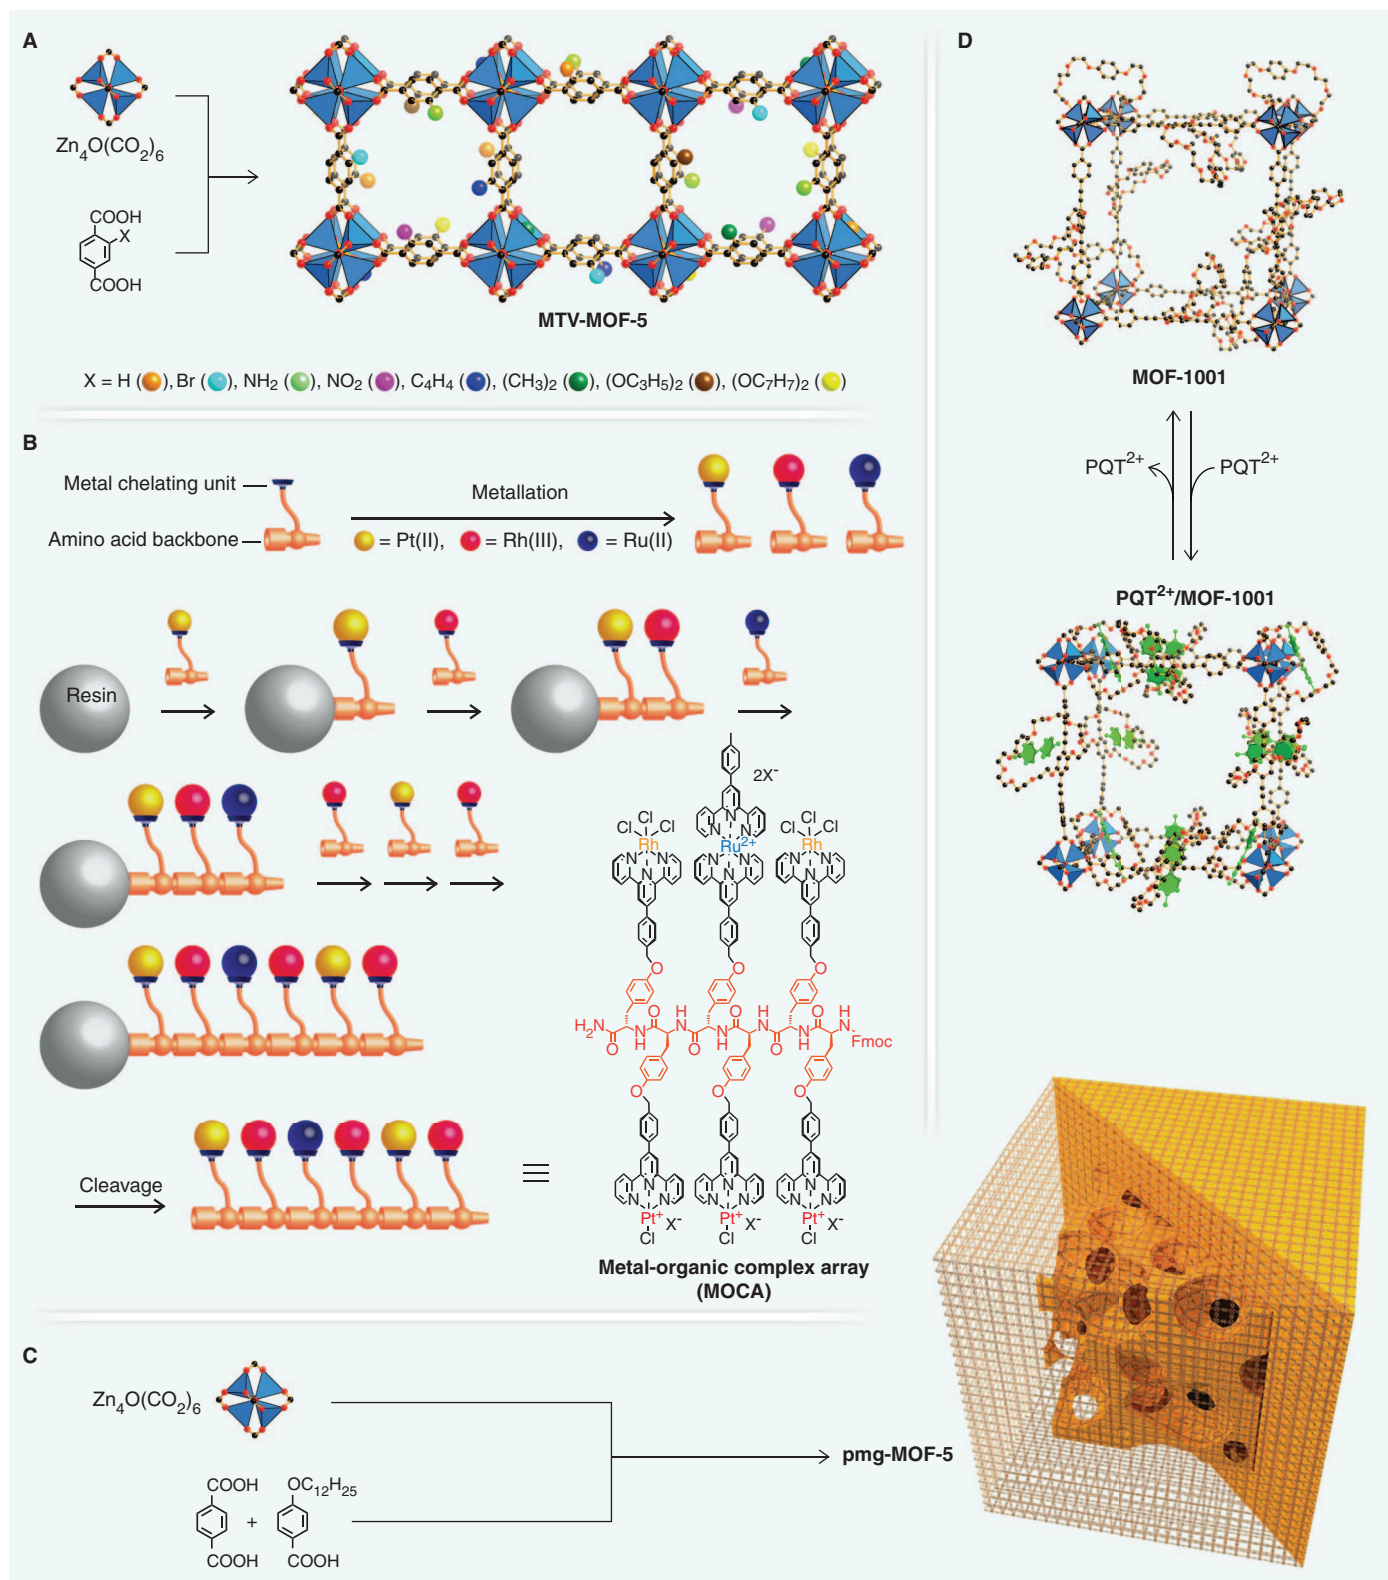 A
Zn4O(CO2)6
COOH
X
COOH
MTV-MOF-5
X = H ( ), Br ( ), NH2 ( ), NO2 ( ), C4H4 ( ), (CH3)2 ( ), (OC3H5)2 ( ), (OC7H7)2 ( )
B
Metal chelating unit
Amino acid backbone
Metallation
= Pt(II), = Rh(III), = Ru(II)
Resin
2X-
Cl Cl Cl
Rh
N N N
Ru2+
N N N
Cl Cl Cl
Rh
N N N
N N N
O O O
H2N
O
N
H
O
H
N
O
N
H
O
H
N
O
N
H
O
H
N
Fmoc
O O O
N N N
N N N
N N N
Pt+ X- Pt+ X- Pt+ X-
Cl Cl Cl
Cleavage
Metal-organic complex array
(MOCA)
C
Zn4O(CO2)6
COOH
OC12H25
+
COOH
COOH
pmg-MOF-5
D
MOF-1001
PQT2+ PQT2+
PQT2+/MOF-1001